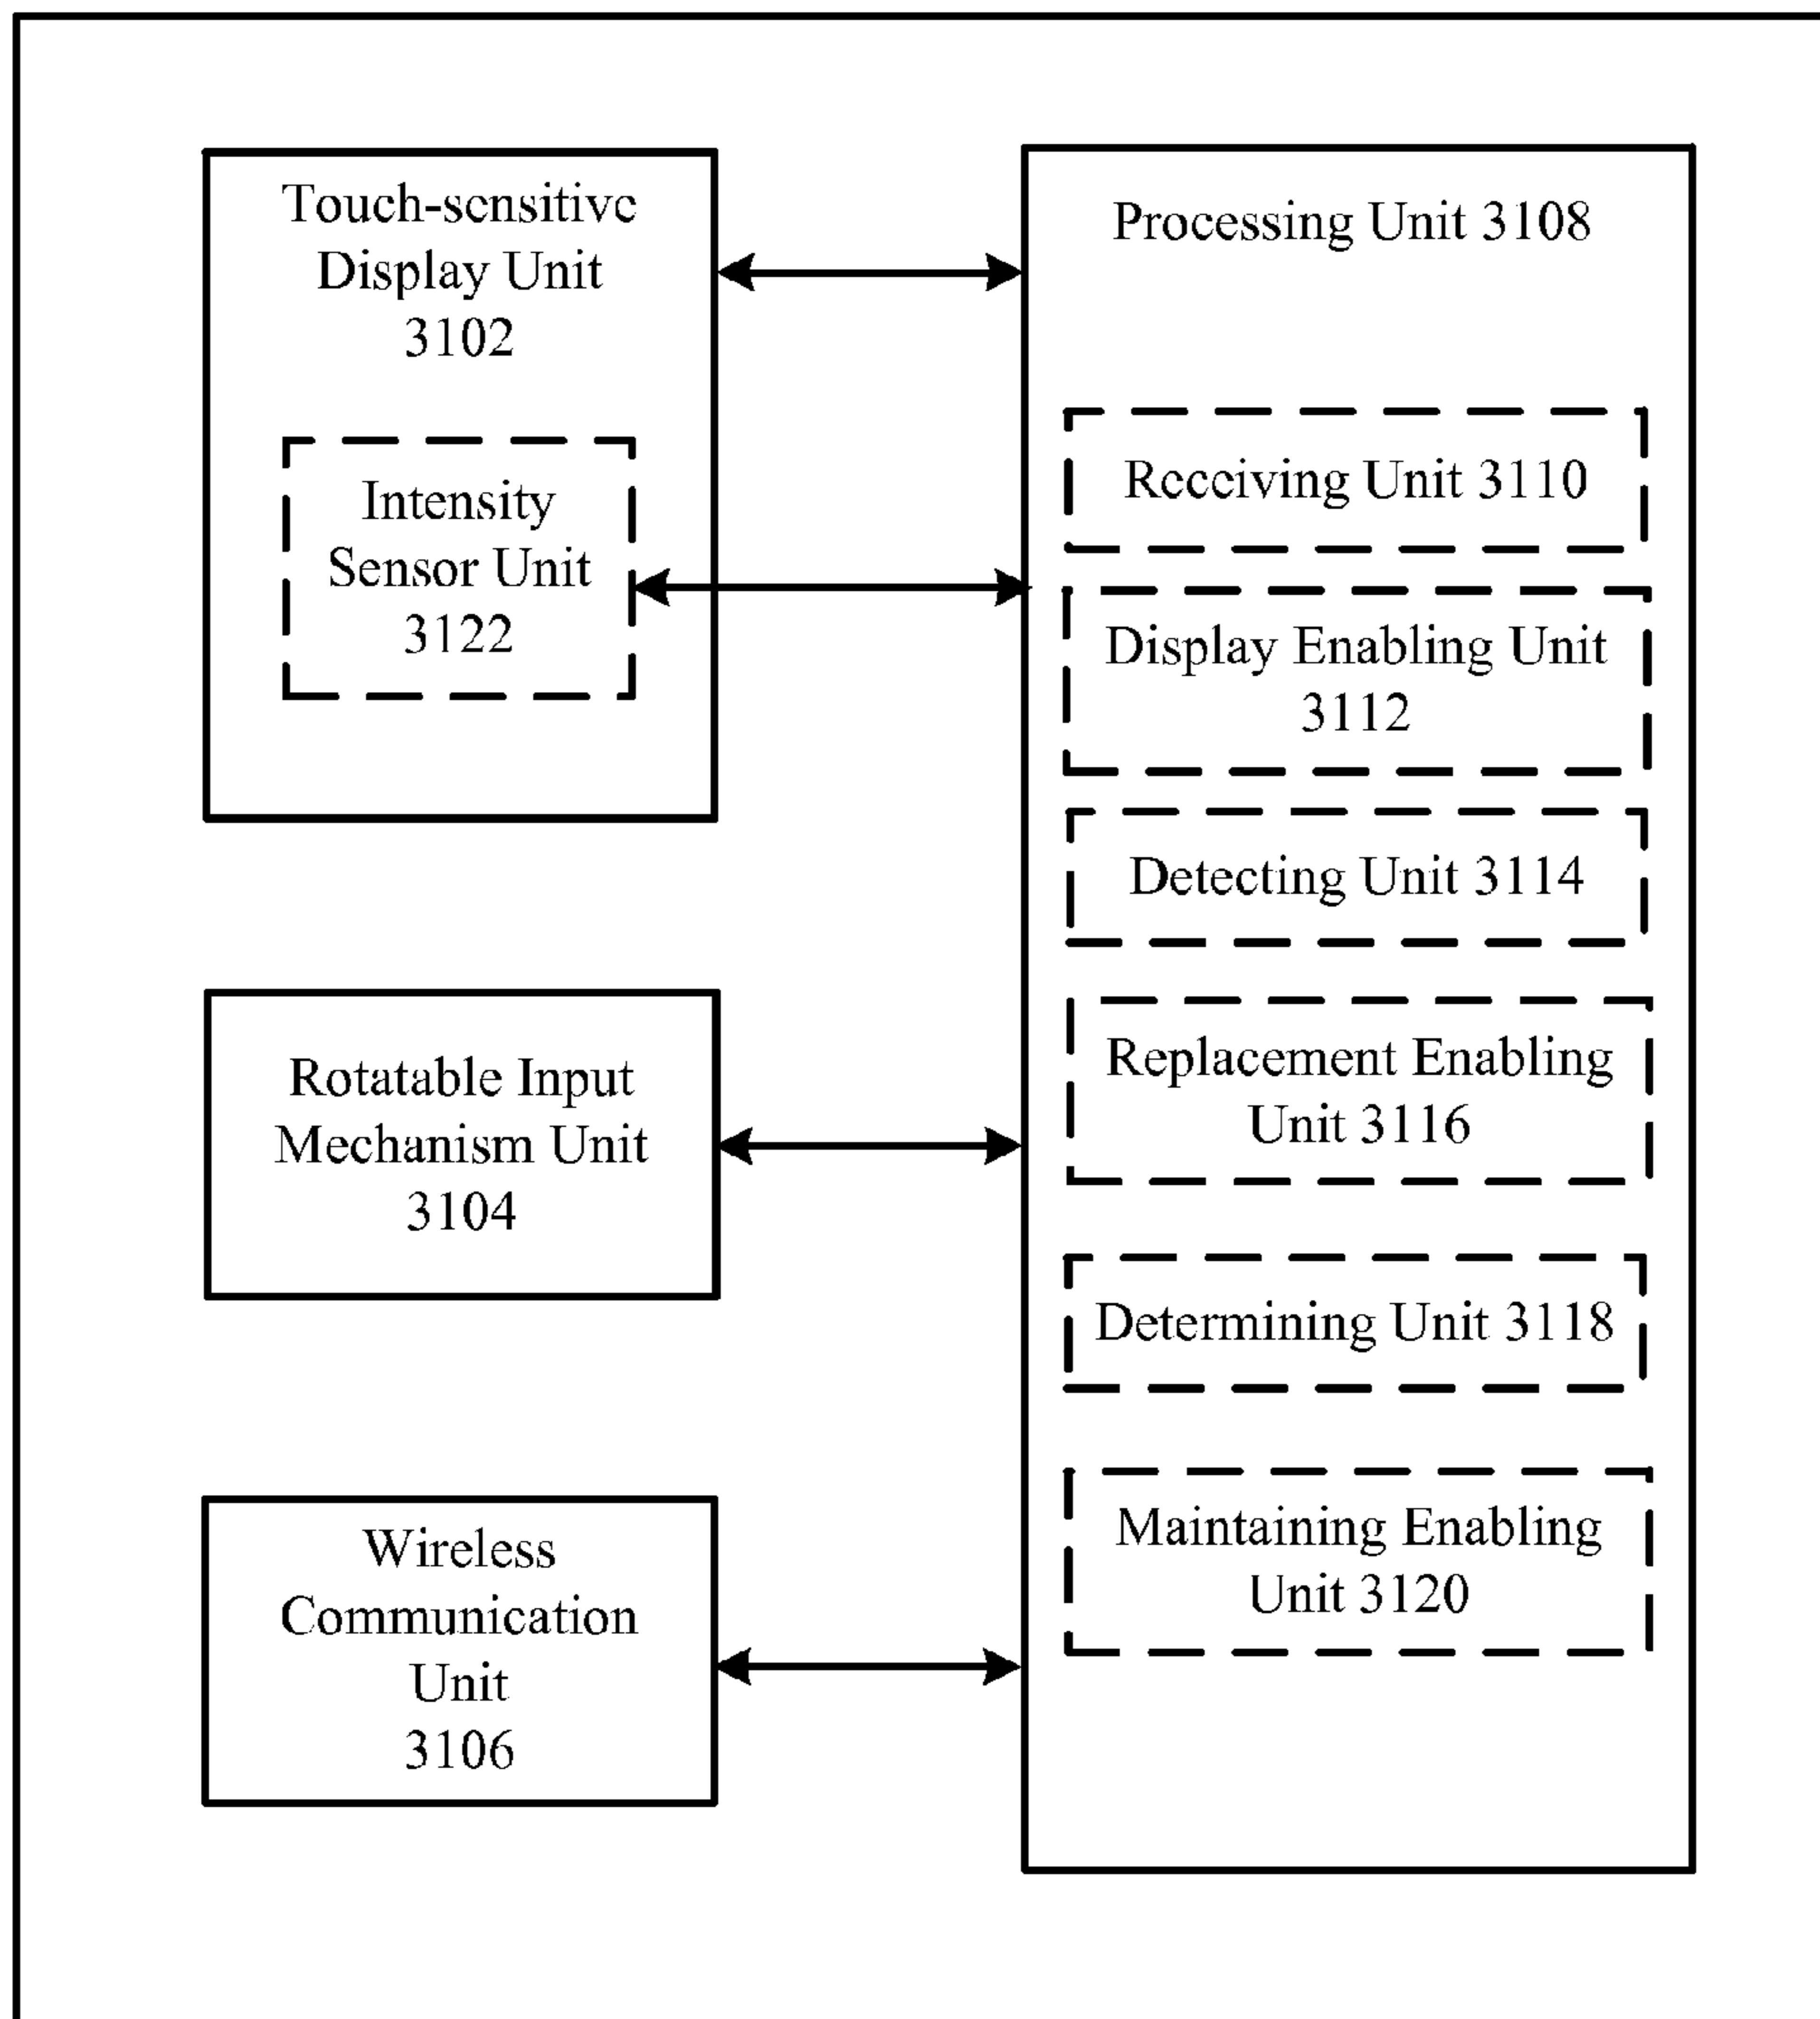 Touch-sensitive
Display Unit
3102
Intensity
Sensor Unit
3122
Rotatable Input
Mechanism Unit
3104
Wireless
Communication
Unit
3106
Processing Unit 3108
Receiving Unit 3110
Display Enabling Unit
3112
Detecting Unit 3114
Replacement Enabling
Unit 3116
Determining Unit 3118
Maintaining Enabling
Unit 3120